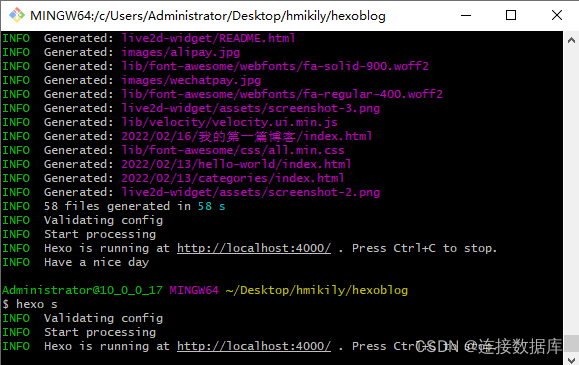 MINGW64:/c/Users/Administrator/Desktop/hmikily/hexoblog
INFO  Generated: live2d-widget/README.html
INFO  Generated: images/alipay.jpg
INFO  Generated: lib/font-awesome/webfonts/fa-solid-900.woff2
INFO  Generated: images/wechatpay.jpg
INFO  Generated: lib/font-awesome/webfonts/fa-regular-400.woff2
INFO  Generated: live2d-widget/assets/screenshot-3.png
INFO  Generated: lib/velocity/velocity.ui.min.js
INFO  Generated: 2022/02/16/我的第一篇博客/index.html
INFO  Generated: lib/font-awesome/css/all.min.css
INFO  Generated: 2022/02/13/hello-world/index.html
INFO  Generated: 2022/02/13/categories/index.html
INFO  Generated: live2d-widget/assets/screenshot-2.png
INFO  58 files generated in 58 s
INFO  Validating config
INFO  Start processing
INFO  Hexo is running at http://localhost:4000/ . Press Ctrl+C to stop.
INFO  Have a nice day
Administrator@10_0_0_17 MINGW64 ~/Desktop/hmikily/hexoblog
$ hexo s
INFO  Validating config
INFO  Start processing
INFO  Hexo is running at http://localhost:4000/ . Press Ctrl+C to stop.
CSDN @连接数据库